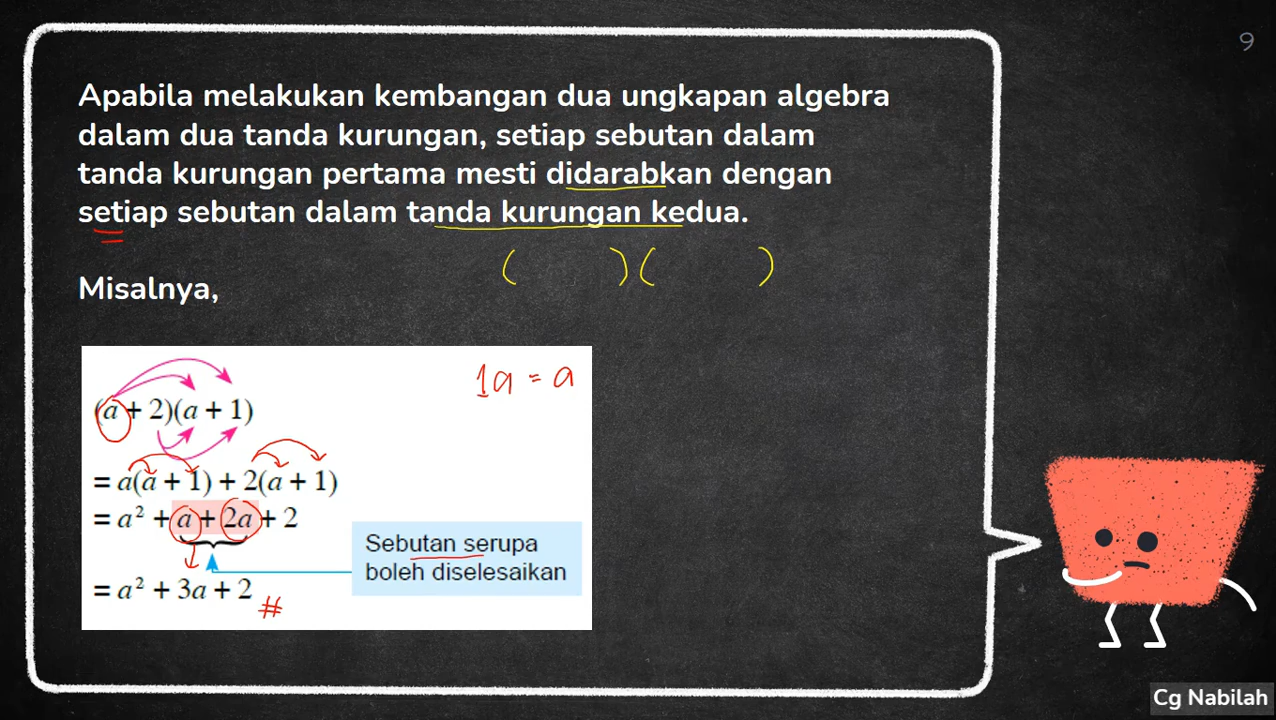 9
Apabila melakukan kembangan dua ungkapan algebra
dalam dua tanda kurungan, setiap sebutan dalam
tanda kurungan pertama mesti didarabkan dengan
setiap sebutan dalam tanda kurungan kedua.
( )( )
Misalnya,
1a = a
(a + 2)(a + 1)
= a(a + 1) + 2(a + 1)
= a² + a + 2a + 2
Sebutan serupa
boleh diselesaikan
= a² + 3a + 2 #
Cg Nabilah